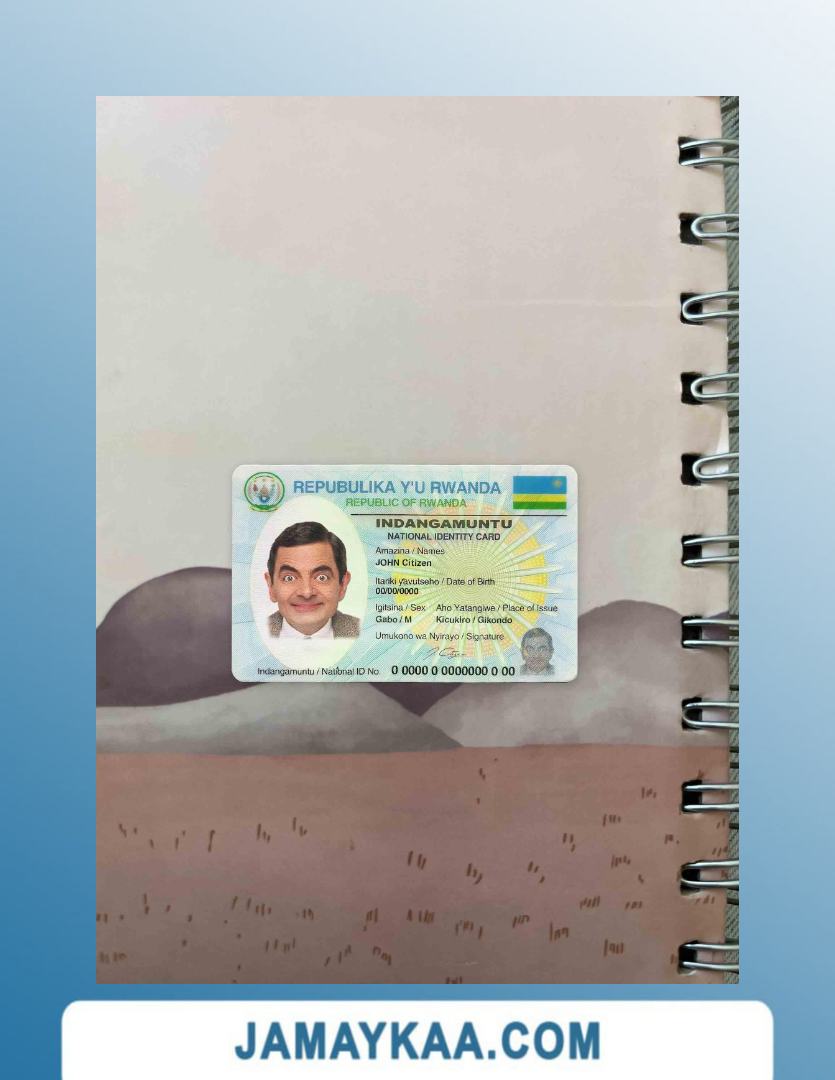 REPUBULIKA Y'U RWANDA
REPUBLIC OF RWANDA
INDANGAMUNTU
NATIONAL IDENTITY CARD
Amazina / Names
JOHN Citizen
Itariki yavutseho / Date of Birth
00/00/0000
Igitsina / Sex Aho Yatangiwe / Place of Issue
Gabo / M Kicukiro / Gikondo
Umukono wa Nyirayo / Signature
Indangamuntu / National ID No. 0 0000 0 0000000 0 00
JAMAYKAA.COM